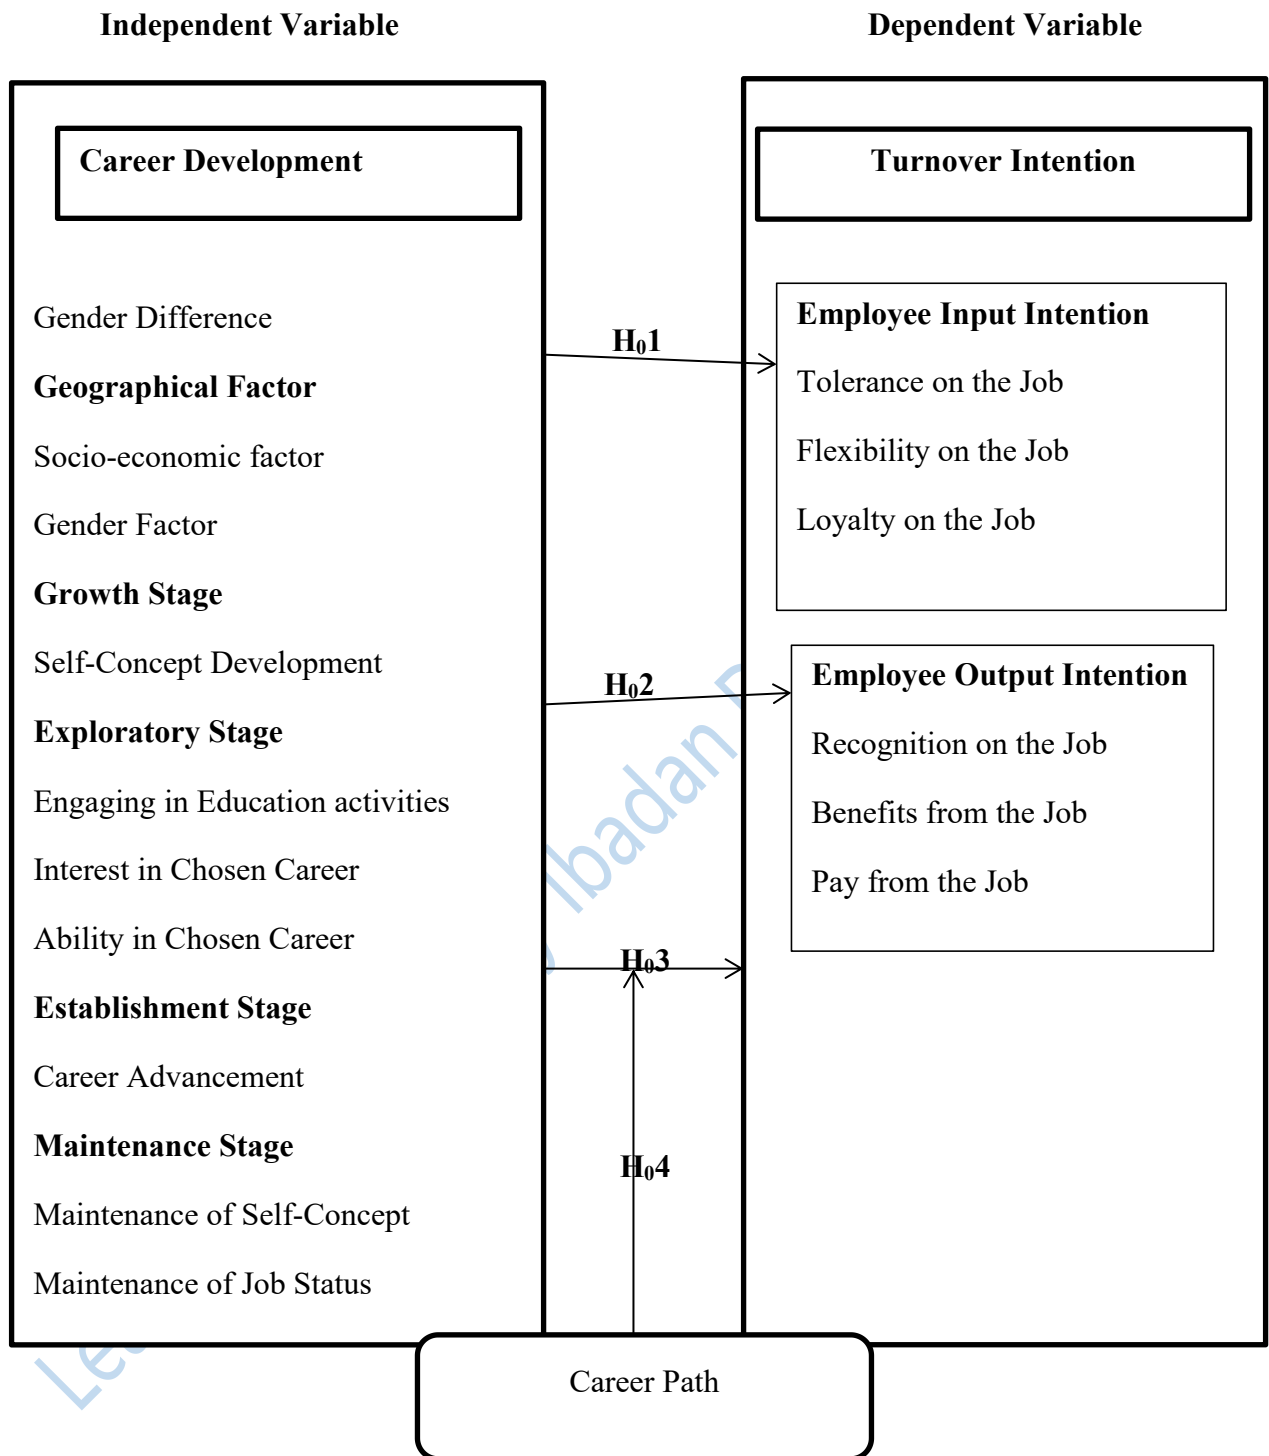 Independent Variable
Dependent Variable
Career Development
Gender Difference
Geographical Factor
Socio-economic factor
Gender Factor
Growth Stage
Self-Concept Development
Exploratory Stage
Engaging in Education activities
Interest in Chosen Career
Ability in Chosen Career
Establishment Stage
Career Advancement
Maintenance Stage
Maintenance of Self-Concept
Maintenance of Job Status
H₀1
H₀2
H₀3
H₀4
Turnover Intention
Employee Input Intention
Tolerance on the Job
Flexibility on the Job
Loyalty on the Job
Employee Output Intention
Recognition on the Job
Benefits from the Job
Pay from the Job
Career Path
Ibadan